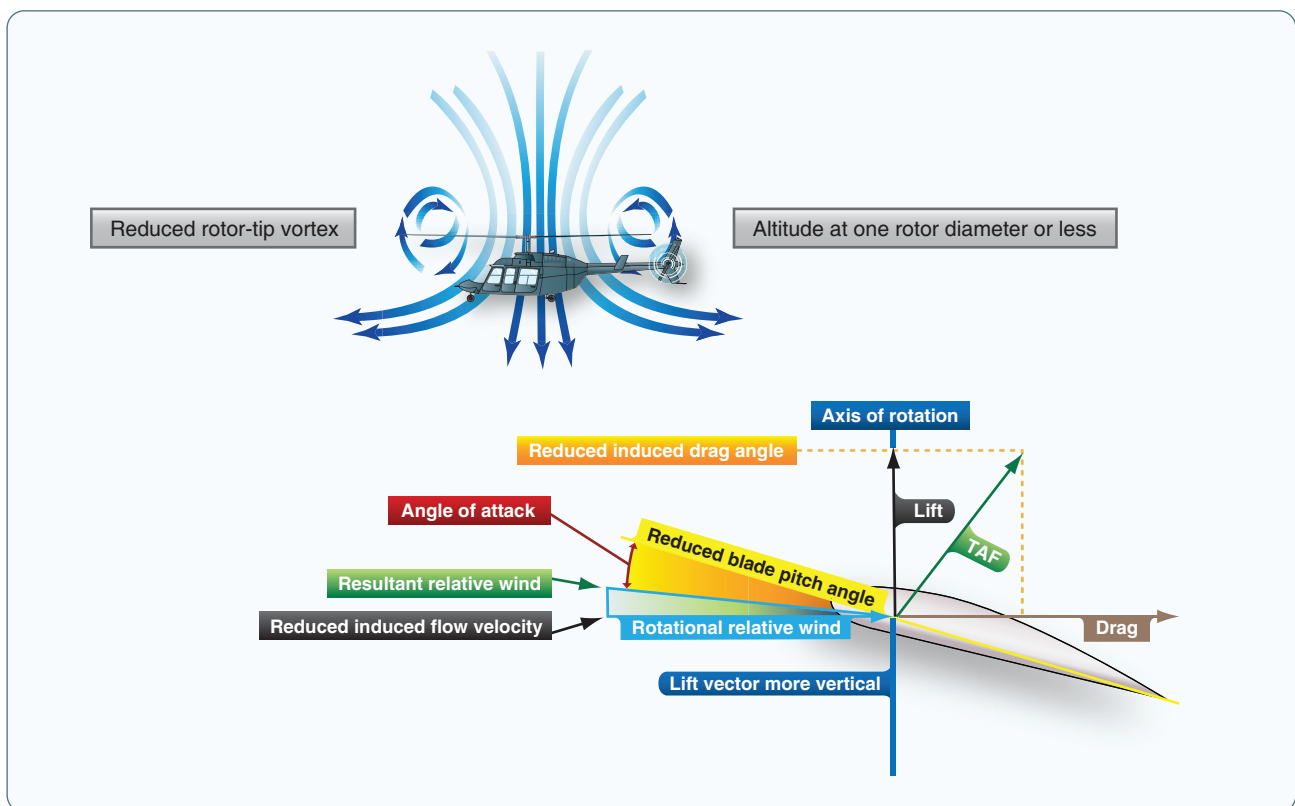 Reduced rotor-tip vortex
Altitude at one rotor diameter or less
Axis of rotation
Reduced induced drag angle
Angle of attack
Lift
Reduced blade pitch angle
TAF
Resultant relative wind
Reduced induced flow velocity
Rotational relative wind
Drag
Lift vector more vertical